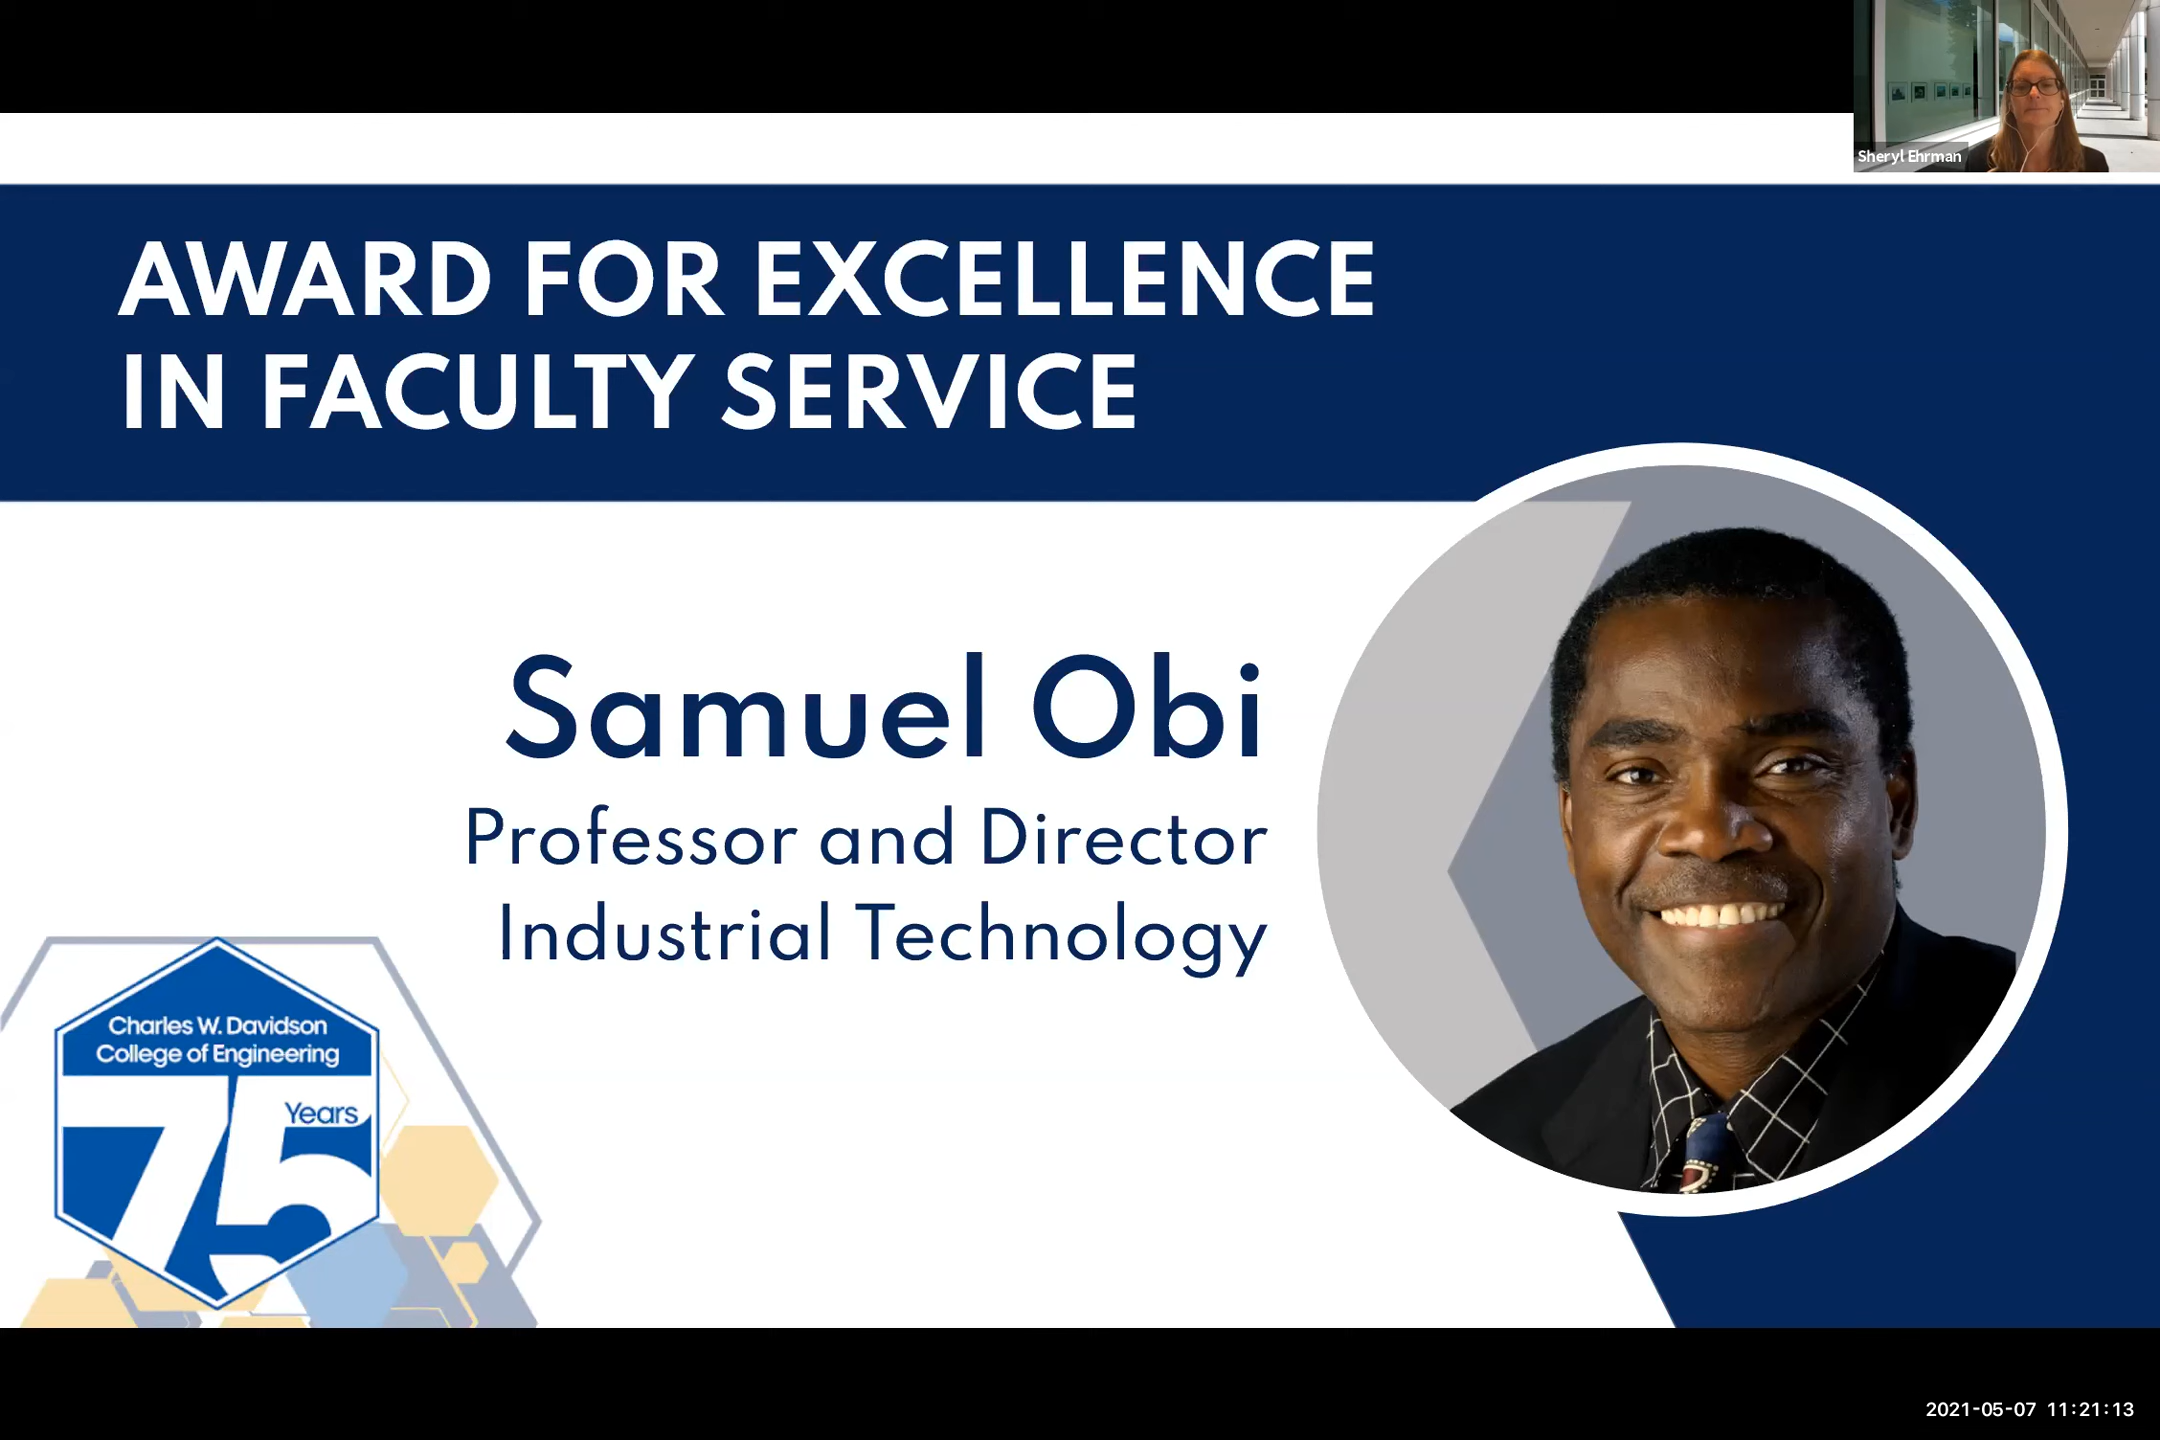 Sheryl Ehrman
AWARD FOR EXCELLENCE
IN FACULTY SERVICE
Samuel Obi
Professor and Director
Industrial Technology
Charles W. Davidson
College of Engineering
75
Years
2021-05-07 11:21:13